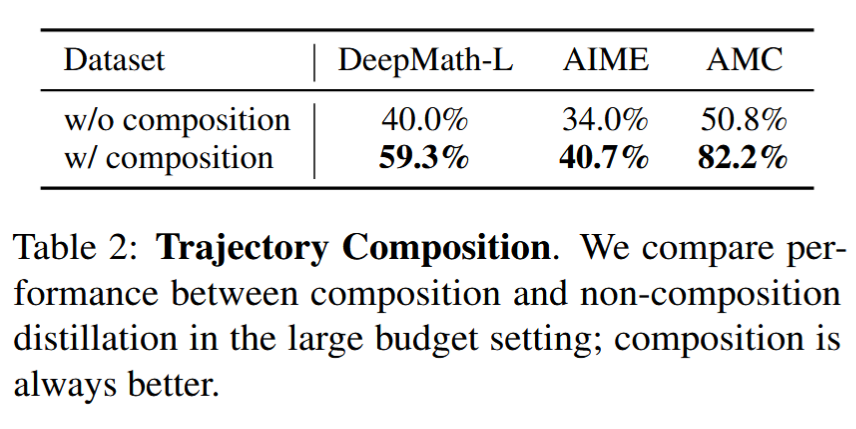 Dataset DeepMath-L AIME AMC
w/o composition 40.0% 34.0% 50.8%
w/ composition 59.3% 40.7% 82.2%
Table 2: Trajectory Composition. We compare per-
formance between composition and non-composition
distillation in the large budget setting; composition is
always better.